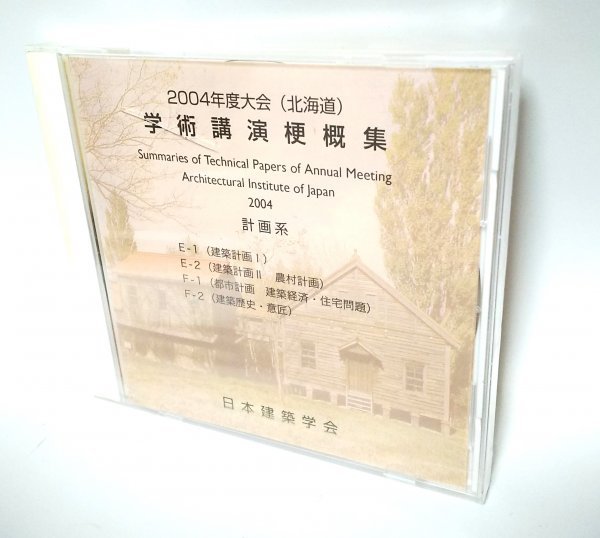 2004年度大会（北海道）
学術講演梗概集
Summaries of Technical Papers of Annual Meeting
Architectural Institute of Japan
2004
計画系
E-1（建築計画Ⅰ）
E-2（建築計画Ⅱ　農村計画）
F-1（都市計画　建築経済・住宅問題）
F-2（建築歴史・意匠）
日本建築学会